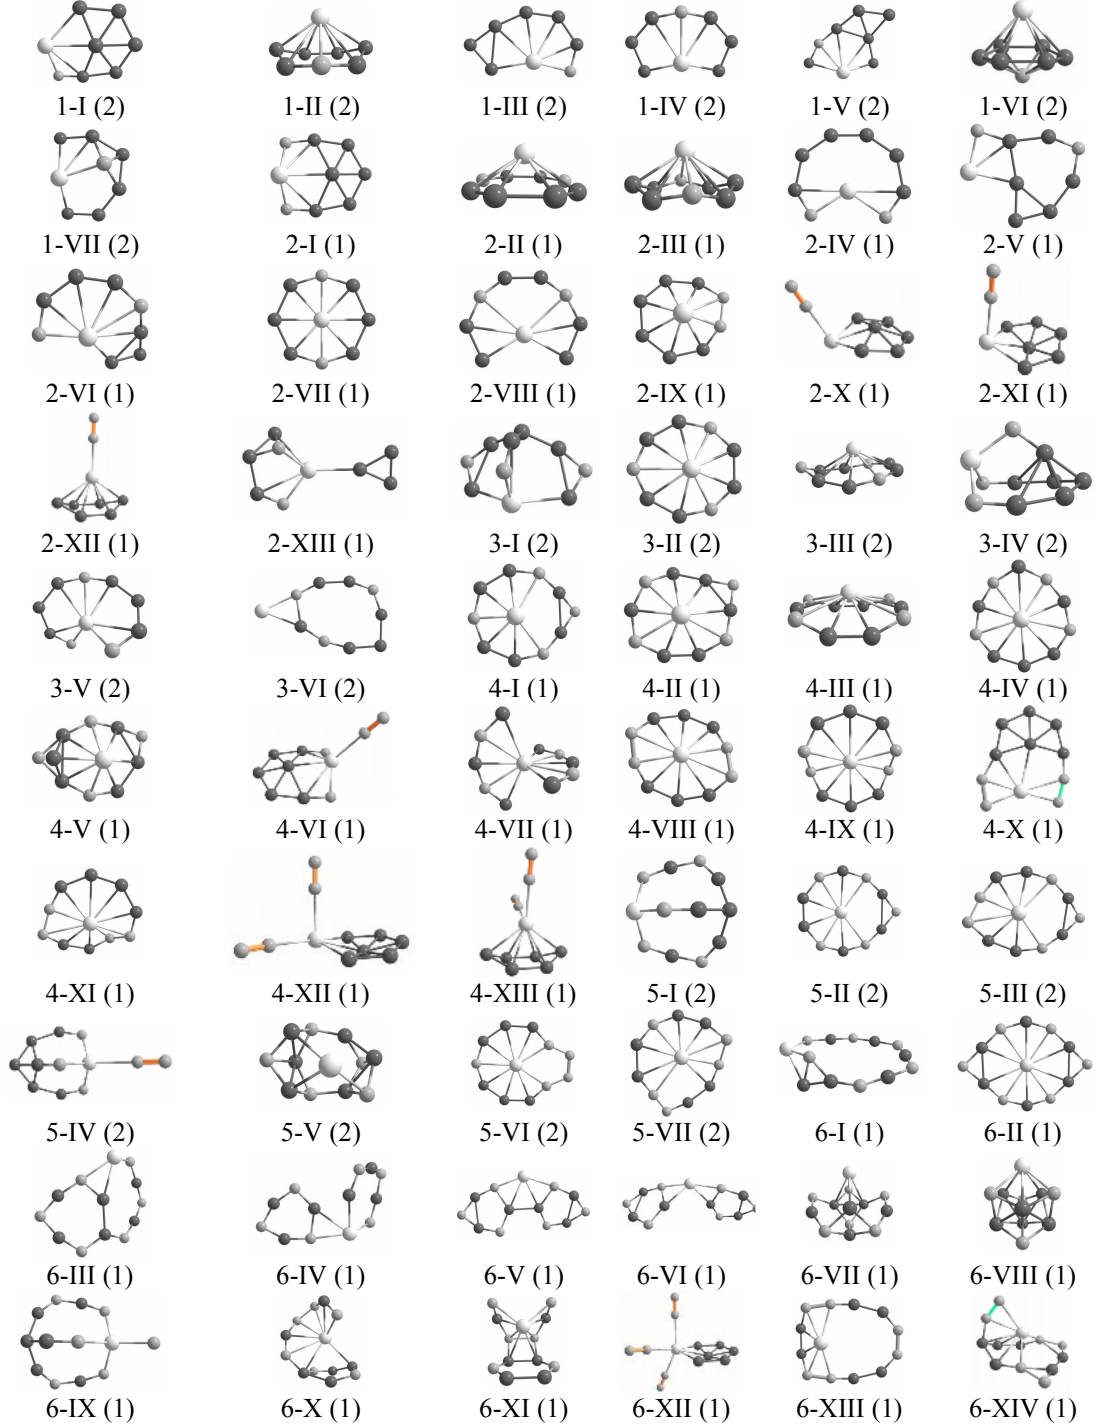 1-I (2) 1-II (2) 1-III (2) 1-IV (2) 1-V (2) 1-VI (2)
1-VII (2) 2-I (1) 2-II (1) 2-III (1) 2-IV (1) 2-V (1)
2-VI (1) 2-VII (1) 2-VIII (1) 2-IX (1) 2-X (1) 2-XI (1)
2-XII (1) 2-XIII (1) 3-I (2) 3-II (2) 3-III (2) 3-IV (2)
3-V (2) 3-VI (2) 4-I (1) 4-II (1) 4-III (1) 4-IV (1)
4-V (1) 4-VI (1) 4-VII (1) 4-VIII (1) 4-IX (1) 4-X (1)
4-XI (1) 4-XII (1) 4-XIII (1) 5-I (2) 5-II (2) 5-III (2)
5-IV (2) 5-V (2) 5-VI (2) 5-VII (2) 6-I (1) 6-II (1)
6-III (1) 6-IV (1) 6-V (1) 6-VI (1) 6-VII (1) 6-VIII (1)
6-IX (1) 6-X (1) 6-XI (1) 6-XII (1) 6-XIII (1) 6-XIV (1)